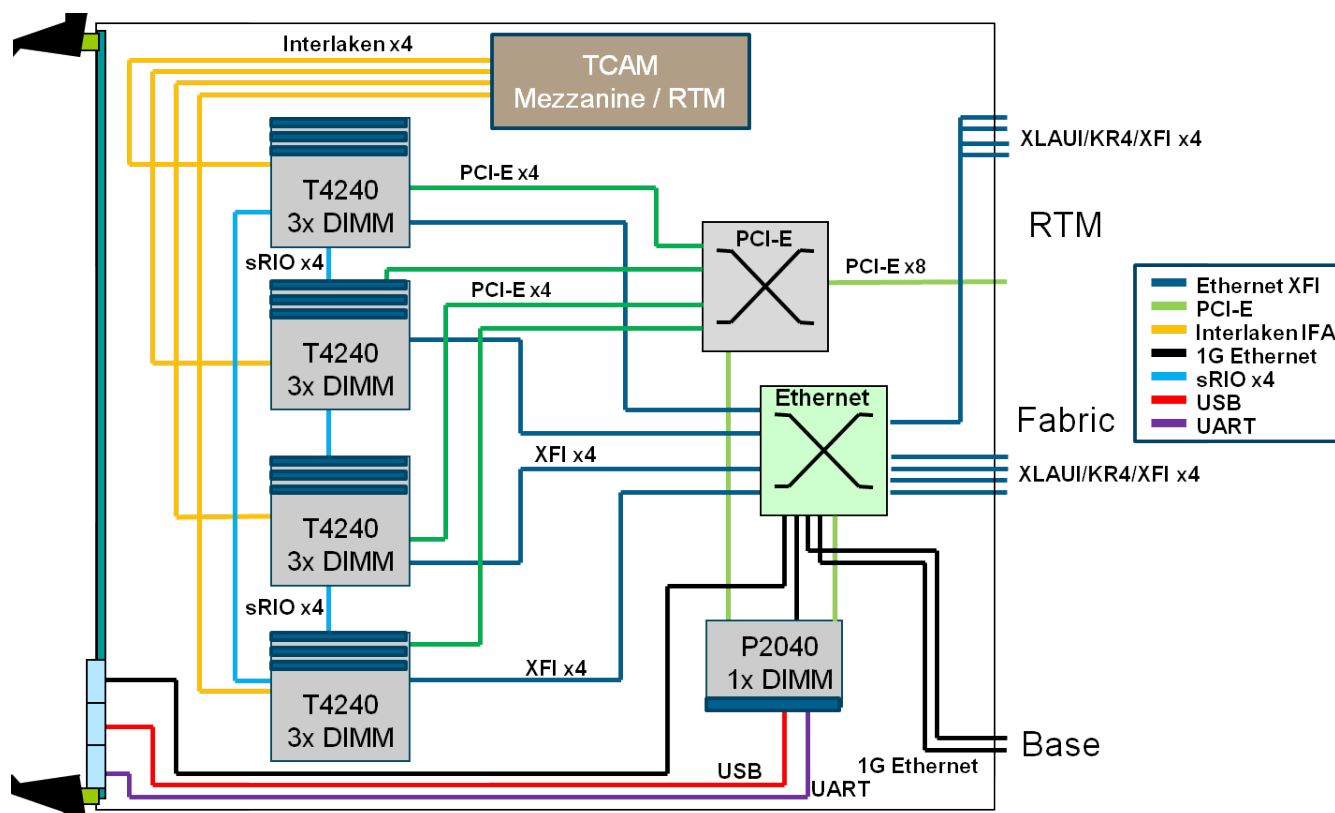 Interlaken x4
TCAM
Mezzanine / RTM
XLAUI/KR4/XFI x4
T4240
3x DIMM
PCI-E x4
RTM
PCI-E
sRIO x4
PCI-E x8
PCI-E x4
Ethernet XFI
PCI-E
Interlaken IFA
1G Ethernet
sRIO x4
USB
UART
T4240
3x DIMM
Ethernet
Fabric
XFI x4
XLAUI/KR4/XFI x4
T4240
3x DIMM
sRIO x4
P2040
1x DIMM
XFI x4
T4240
3x DIMM
Base
1G Ethernet
USB
UART